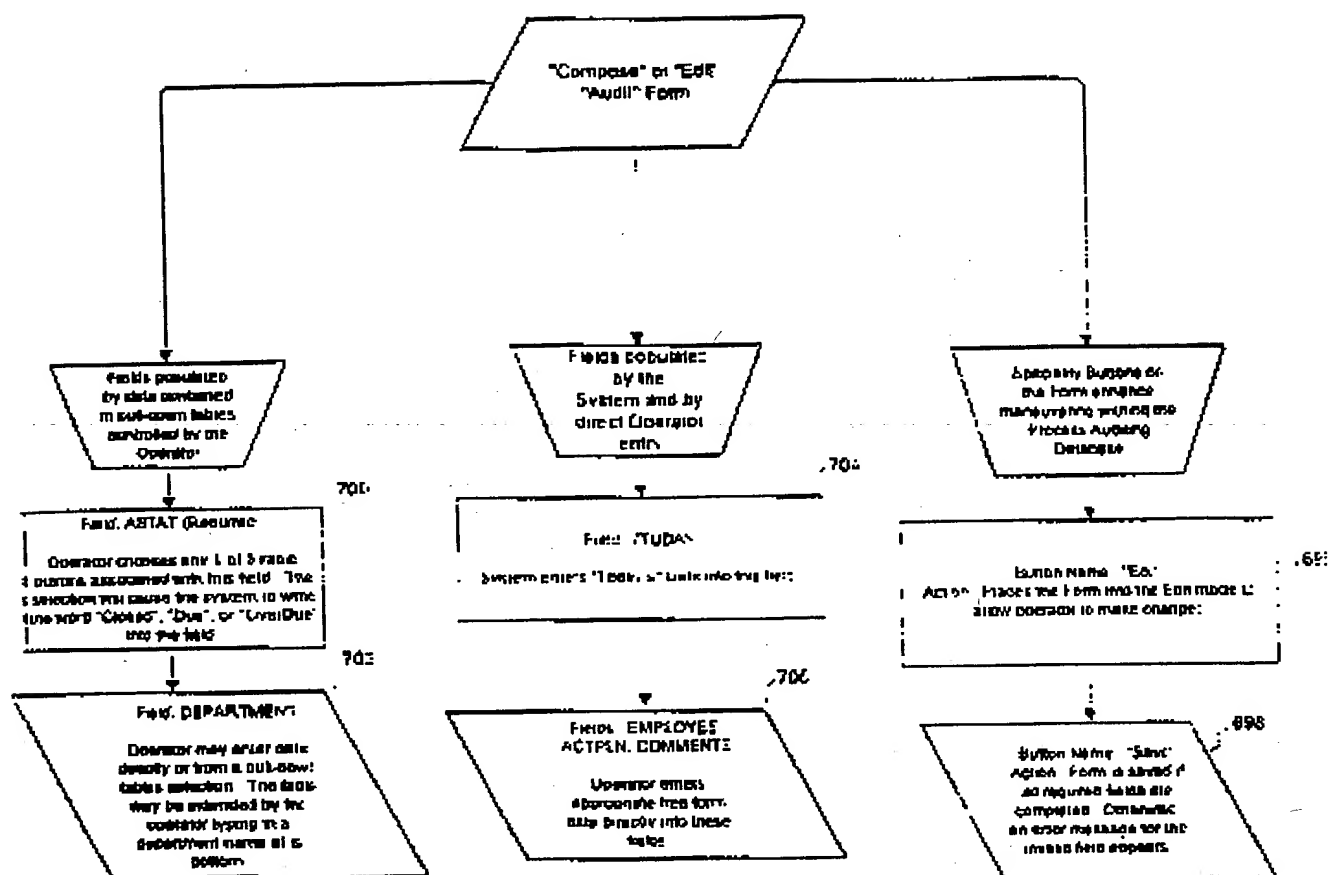 "Compose" or "Edit"
"Audit" Form
Fields populated
by data contained
in pull-down tables
controlled by the
Operator
Fields populated
by the
System and by
direct Operator
entry
Specialty Buttons on
the Form enhance
maneuvering within the
Process Auditing
Database
700
Field: ASTAT (Required
Operator chooses any 1 of 3 radio
buttons associated with this field. The
selection will cause the system to write
the word "Closed", "Due", or "OverDue"
into the field
702
Field: DEPARTMENT
Operator may enter data
directly or from a pull-down
tables selection. The table
may be extended by the
operator typing in a
department name at
bottom
704
Field:
System enters "Today's" Date into this field
706
Fields: EMPLOYES
ACTPLN, COMMENTS
Operator enters
appropriate free form
data directly into these
fields
Button Name: "Edit"
Action: Places the Form into the Edit mode to
allow operator to make changes
698
Button Name: "Save"
Action: Form is saved if
all required fields are
completed. Otherwise
an error message for the
missed field appears.